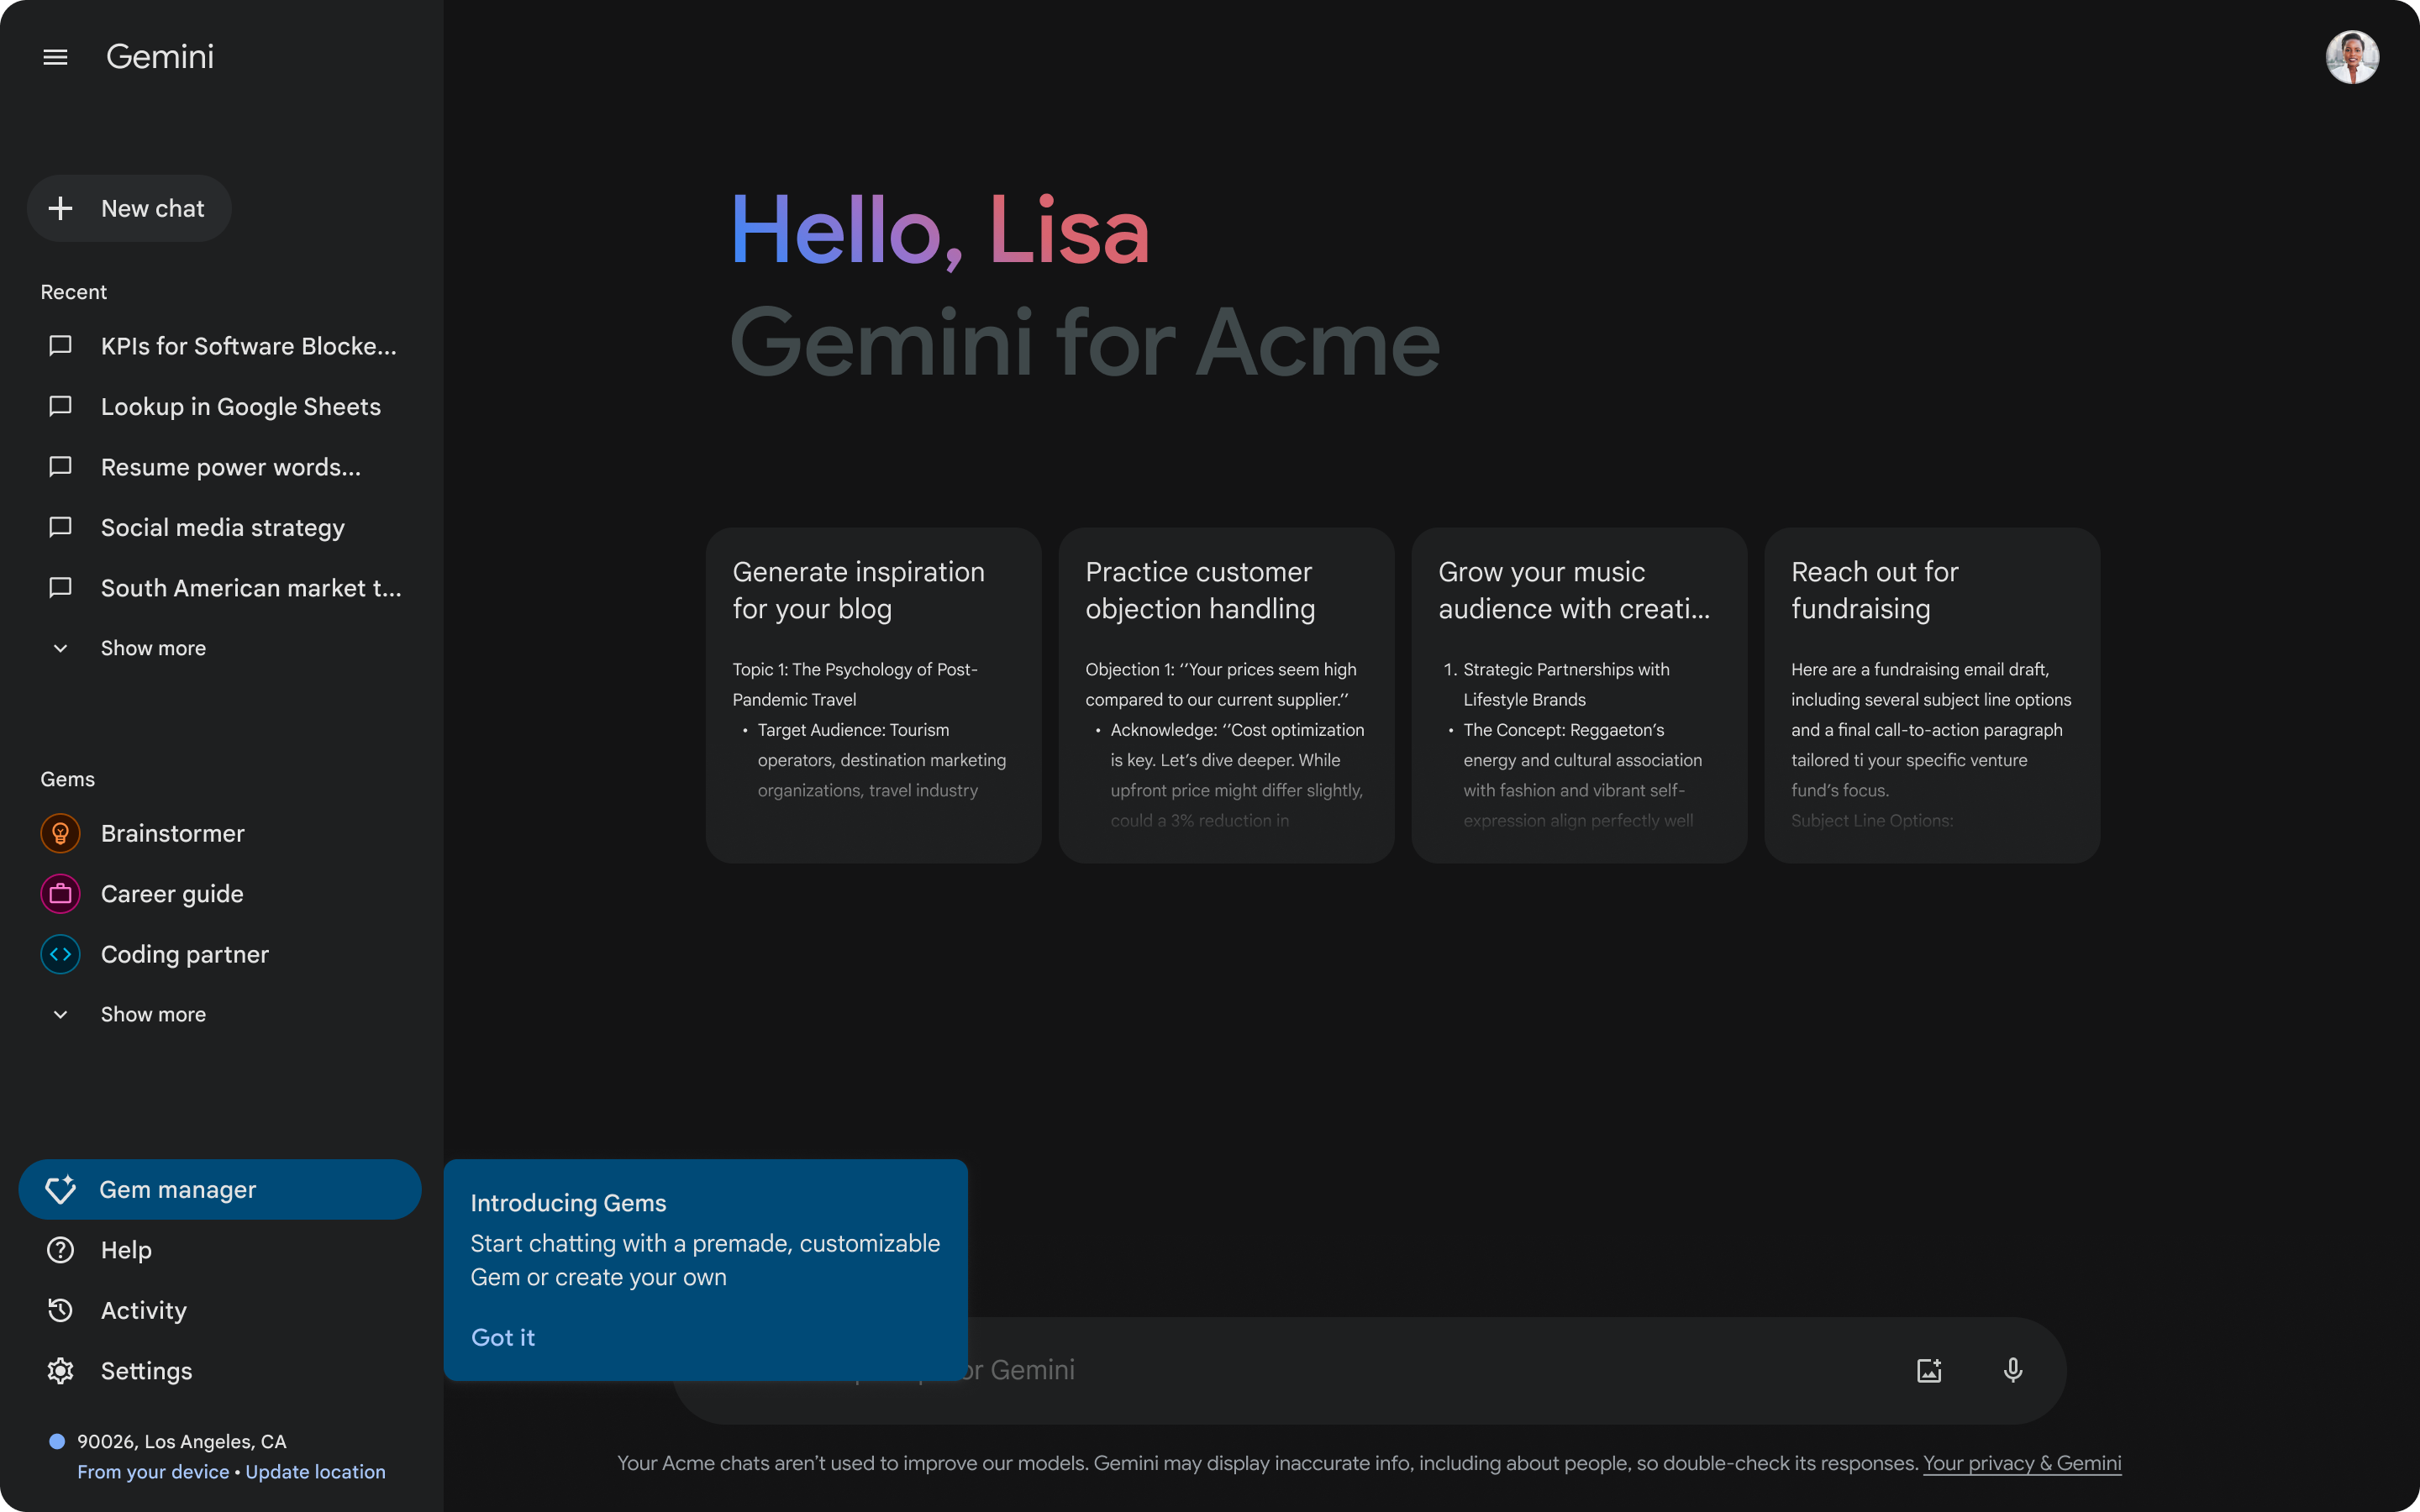 Gemini
New chat
Recent
KPIs for Software Blocke...
Lookup in Google Sheets
Resume power words...
Social media strategy
South American market t...
Show more
Gems
Brainstormer
Career guide
Coding partner
Show more
Gem manager
Help
Activity
Settings
90026, Los Angeles, CA
From your device • Update location
Hello, Lisa
Gemini for Acme
Generate inspiration
for your blog
Topic 1: The Psychology of Post-
Pandemic Travel
• Target Audience: Tourism
operators, destination marketing
organizations, travel industry
Practice customer
objection handling
Objection 1: ‘’Your prices seem high
compared to our current supplier.’’
• Acknowledge: ‘’Cost optimization
is key. Let’s dive deeper. While
upfront price might differ slightly,
could a 3% reduction in
Grow your music
audience with creati...
1. Strategic Partnerships with
Lifestyle Brands
• The Concept: Reggaeton’s
energy and cultural association
with fashion and vibrant self-
expression align perfectly well
Reach out for
fundraising
Here are a fundraising email draft,
including several subject line options
and a final call-to-action paragraph
tailored ti your specific venture
fund’s focus.
Subject Line Options:
Introducing Gems
Start chatting with a premade, customizable
Gem or create your own
Got it
Gemini
Your Acme chats aren’t used to improve our models. Gemini may display inaccurate info, including about people, so double-check its responses. Your privacy & Gemini